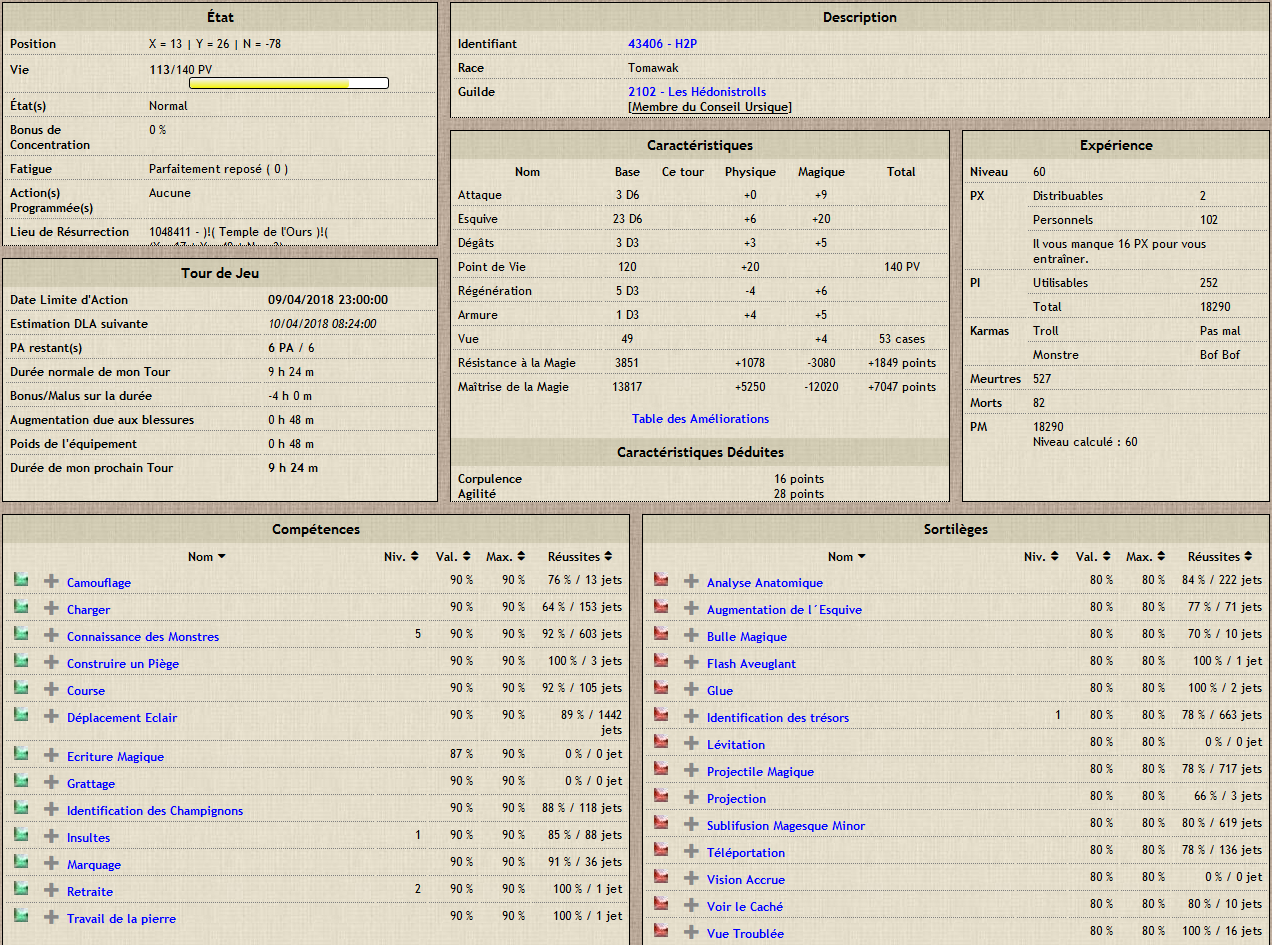 État
Position X = 13 | Y = 26 | N = -78
Vie 113/140 PV
État(s) Normal
Bonus de Concentration 0 %
Fatigue Parfaitement reposé ( 0 )
Action(s) Programmée(s) Aucune
Lieu de Résurrection 1048411 - )!( Temple de l'Ours )!(
Tour de Jeu
Date Limite d'Action 09/04/2018 23:00:00
Estimation DLA suivante 10/04/2018 08:24:00
PA restant(s) 6 PA / 6
Durée normale de mon Tour 9 h 24 m
Bonus/Malus sur la durée -4 h 0 m
Augmentation due aux blessures 0 h 48 m
Poids de l'équipement 0 h 48 m
Durée de mon prochain Tour 9 h 24 m
Description
Identifiant 43406 - H2P
Race Tomawak
Guilde 2102 - Les Hédonistrolls
[Membre du Conseil Ursique]
Caractéristiques
Nom Base Ce tour Physique Magique Total
Attaque 3 D6 +0 +9
Esquive 23 D6 +6 +20
Dégâts 3 D3 +3 +5
Point de Vie 120 +20 140 PV
Régénération 5 D3 -4 +6
Armure 1 D3 +4 +5
Vue 49 +4 53 cases
Résistance à la Magie 3851 +1078 -3080 +1849 points
Maîtrise de la Magie 13817 +5250 -12020 +7047 points
Table des Améliorations
Caractéristiques Déduites
Corpulence 16 points
Agilité 28 points
Expérience
Niveau 60
PX Distribuables 2
Personnels 102
Il vous manque 16 PX pour vous
entraîner.
PI Utilisables 252
Total 18290
Karmas Troll Pas mal
Monstre Bof Bof
Meurtres 527
Morts 82
PM 18290
Niveau calculé : 60
Compétences
Nom Niv. Val. Max. Réussites
Camouflage 90 % 90 % 76 % / 13 jets
Charger 90 % 90 % 64 % / 153 jets
Connaissance des Monstres 5 90 % 90 % 92 % / 603 jets
Construire un Piège 90 % 90 % 100 % / 3 jets
Course 90 % 90 % 92 % / 105 jets
Déplacement Eclair 90 % 90 % 89 % / 1442
jets
Ecriture Magique 87 % 90 % 0 % / 0 jet
Grattage 90 % 90 % 0 % / 0 jet
Identification des Champignons 90 % 90 % 88 % / 118 jets
Insultes 1 90 % 90 % 85 % / 88 jets
Marquage 90 % 90 % 91 % / 36 jets
Retraite 2 90 % 90 % 100 % / 1 jet
Travail de la pierre 90 % 90 % 100 % / 1 jet
Sortilèges
Nom Niv. Val. Max. Réussites
Analyse Anatomique 80 % 80 % 84 % / 222 jets
Augmentation de l´Esquive 80 % 80 % 77 % / 71 jets
Bulle Magique 80 % 80 % 70 % / 10 jets
Flash Aveuglant 80 % 80 % 100 % / 1 jet
Glue 80 % 80 % 100 % / 2 jets
Identification des trésors 1 80 % 80 % 78 % / 663 jets
Lévitation 80 % 80 % 0 % / 0 jet
Projectile Magique 80 % 80 % 78 % / 717 jets
Projection 80 % 80 % 66 % / 3 jets
Sublifusion Magesque Minor 80 % 80 % 80 % / 619 jets
Téléportation 80 % 80 % 78 % / 136 jets
Vision Accrue 80 % 80 % 0 % / 0 jet
Voir le Caché 80 % 80 % 80 % / 10 jets
Vue Troublée 80 % 80 % 100 % / 16 jets